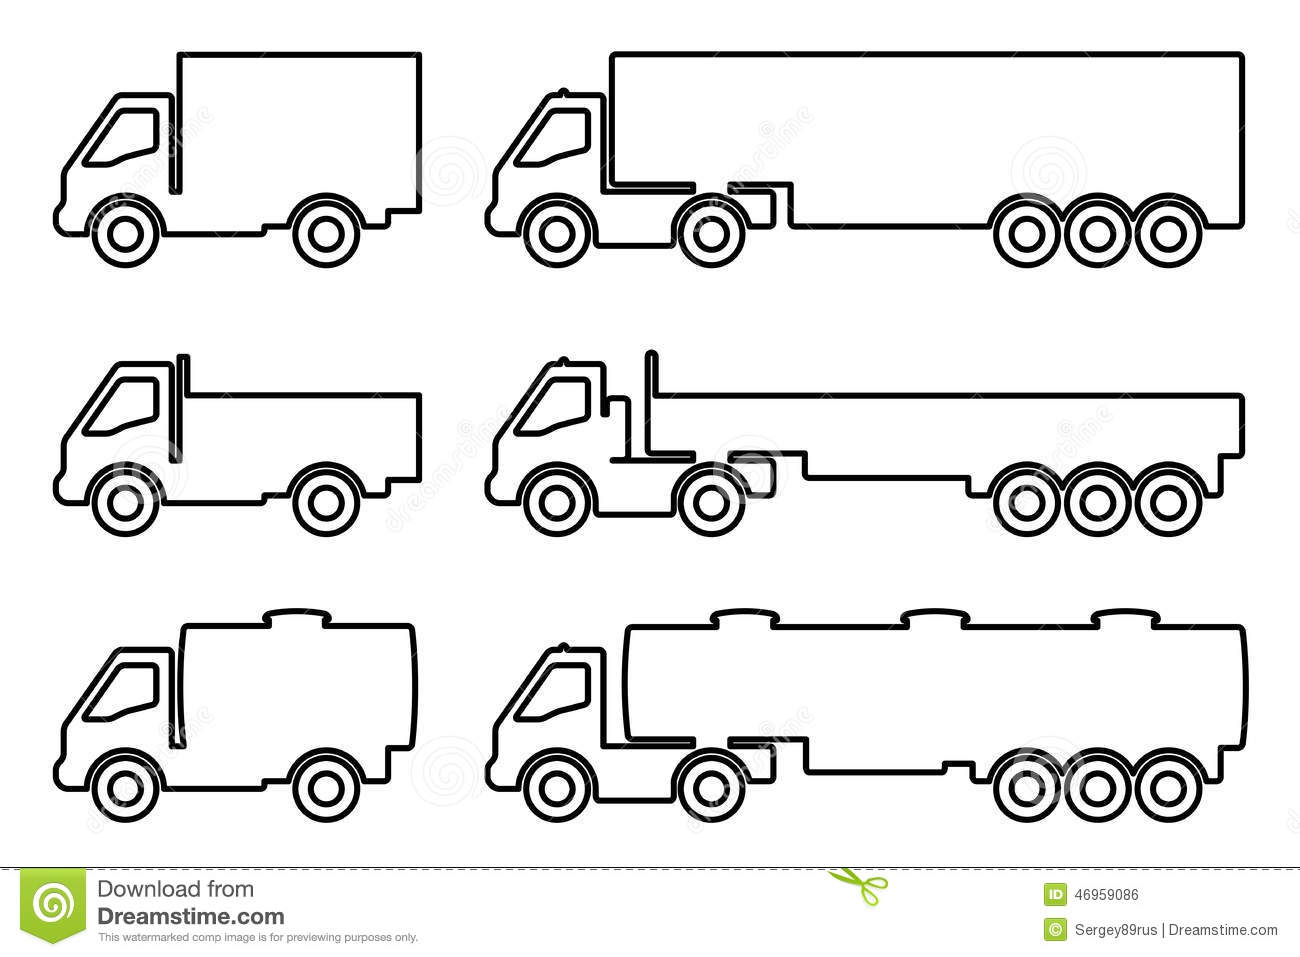 Download from
Dreamstime.com
This watermarked comp image is for previewing purposes only.
ID 46959086
© Sergey89rus | Dreamstime.com